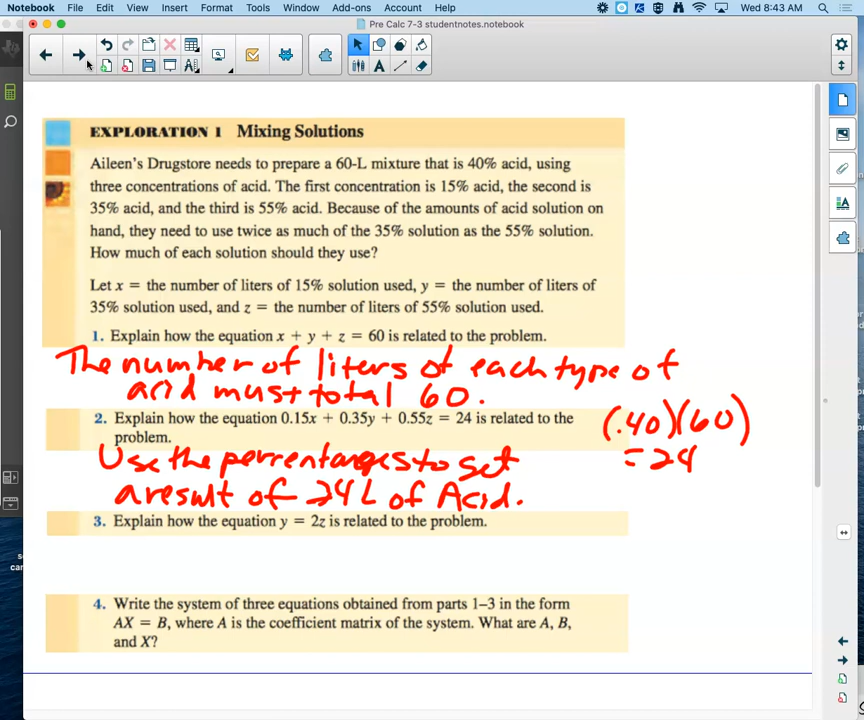 Notebook File Edit View Insert Format Tools Window Add-ons Help Wed 8:43 AM
Pre Calc 7-3 studentnotes.notebook
EXPLORATION 1 Mixing Solutions
Aileen's Drugstore needs to prepare a 60-L mixture that is 40% acid, using
three concentrations of acid. The first concentration is 15% acid, the second is
35% acid, and the third is 55% acid. Because of the amounts of acid solution on
hand, they need to use twice as much of the 35% solution as the 55% solution.
How much of each solution should they use?
Let x = the number of liters of 15% solution used, y = the number of liters of
35% solution used, and z = the number of liters of 55% solution used.
1. Explain how the equation x + y + z = 60 is related to the problem.
The number of liters of each type of
acid must total 60.
2. Explain how the equation 0.15x + 0.35y + 0.55z = 24 is related to the
problem.
(.40)(60)
= 24
Use the percentages to set
a result of 24 L of Acid.
3. Explain how the equation y = 2z is related to the problem.
4. Write the system of three equations obtained from parts 1–3 in the form
AX = B, where A is the coefficient matrix of the system. What are A, B,
and X?